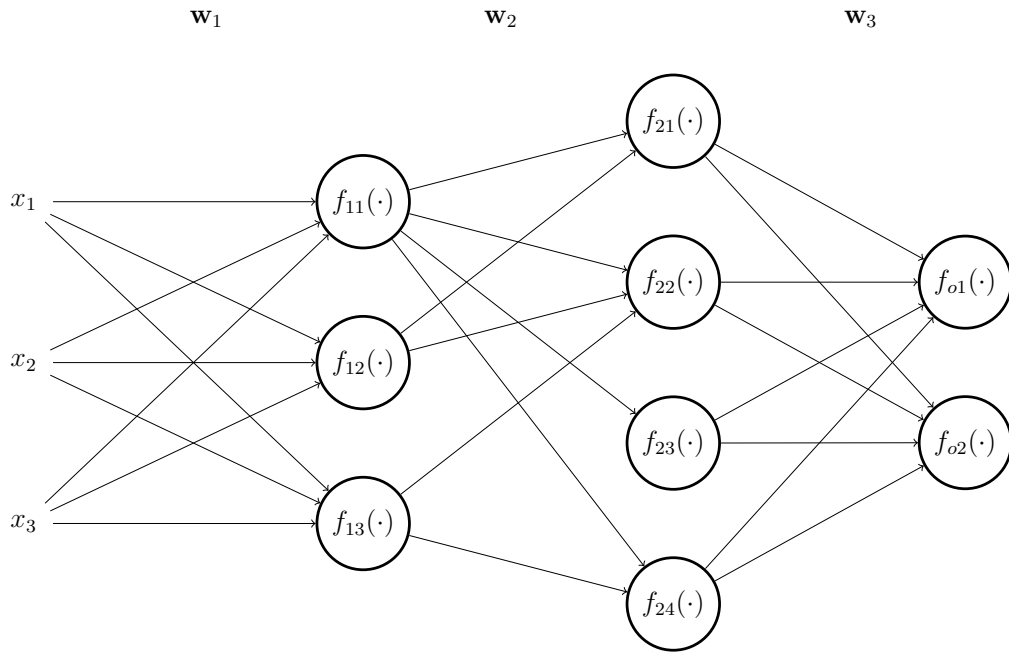 w₁ w₂ w₃
f₂₁(·)
x₁ f₁₁(·)
f₂₂(·) fₒ₁(·)
x₂ f₁₂(·)
f₂₃(·) fₒ₂(·)
x₃ f₁₃(·)
f₂₄(·)